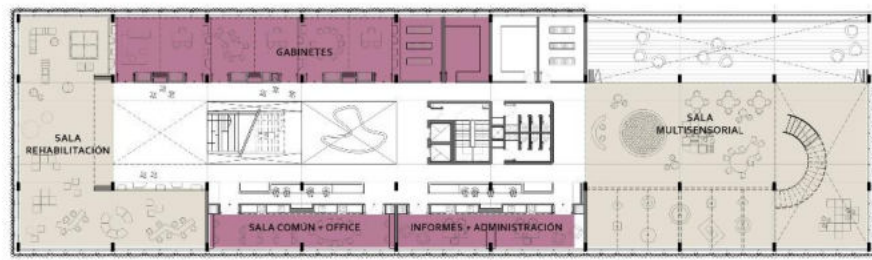 GABINETES
SALA
REHABILITACIÓN
SALA
MULTISENSORIAL
SALA COMÚN + OFFICE
INFORMES + ADMINISTRACIÓN